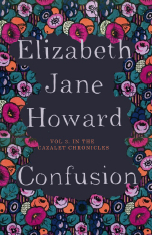 Elizabeth
Jane
Howard
VOL 3 IN THE
CAZALET CHRONICLES
Confusion